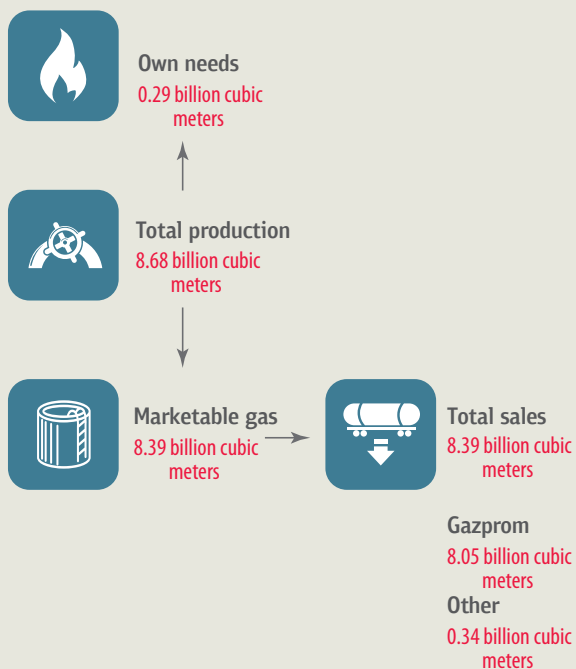 Own needs
0.29 billion cubic
meters
Total production
8.68 billion cubic
meters
Marketable gas
8.39 billion cubic
meters
Total sales
8.39 billion cubic
meters
Gazprom
8.05 billion cubic
meters
Other
0.34 billion cubic
meters